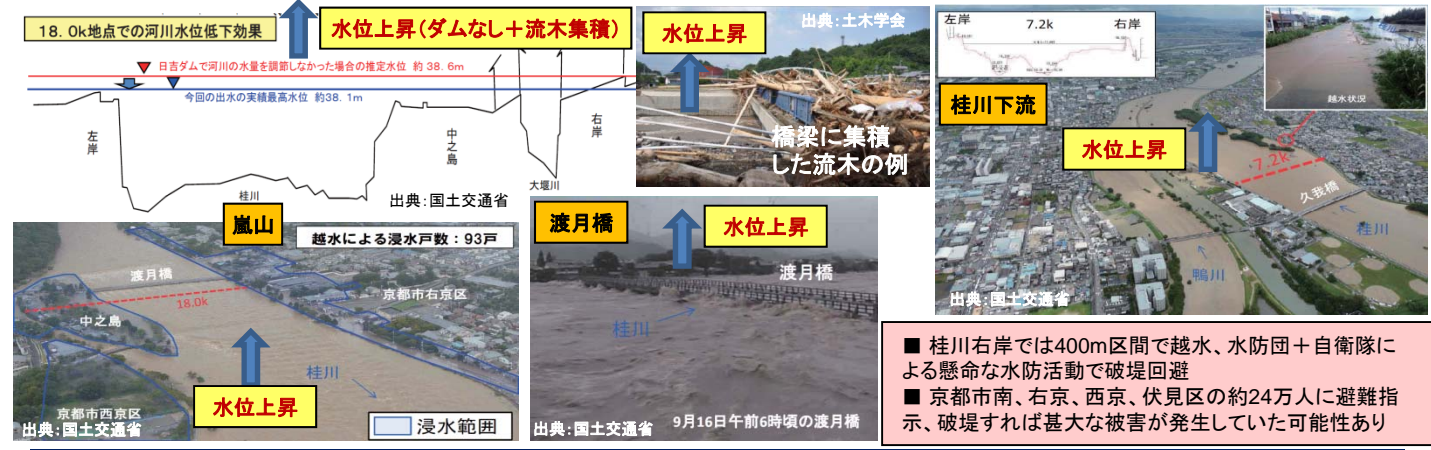 18.0k地点での河川水位低下効果
水位上昇(ダムなし+流木集積)
日吉ダムで河川の水量を調節しなかった場合の推定水位 約38.6m
今回の出水の実績最高水位 約38.1m
左岸
中之島
右岸
桂川
大堰川
出典:国土交通省
出典:土木学会
水位上昇
橋梁に集積
した流木の例
左岸
7.2k
右岸
越水状況
桂川下流
水位上昇
7.2k
久我橋
桂川
鴨川
出典:国土交通省
嵐山
越水による浸水戸数:93戸
渡月橋
18.0k
中之島
京都市右京区
桂川
水位上昇
京都市西京区
出典:国土交通省
浸水範囲
渡月橋
水位上昇
渡月橋
桂川
9月16日午前6時頃の渡月橋
出典:国土交通省
■ 桂川右岸では400m区間で越水、水防団+自衛隊に
よる懸命な水防活動で破堤回避
■ 京都市南、右京、西京、伏見区の約24万人に避難指
示、破堤すれば甚大な被害が発生していた可能性あり